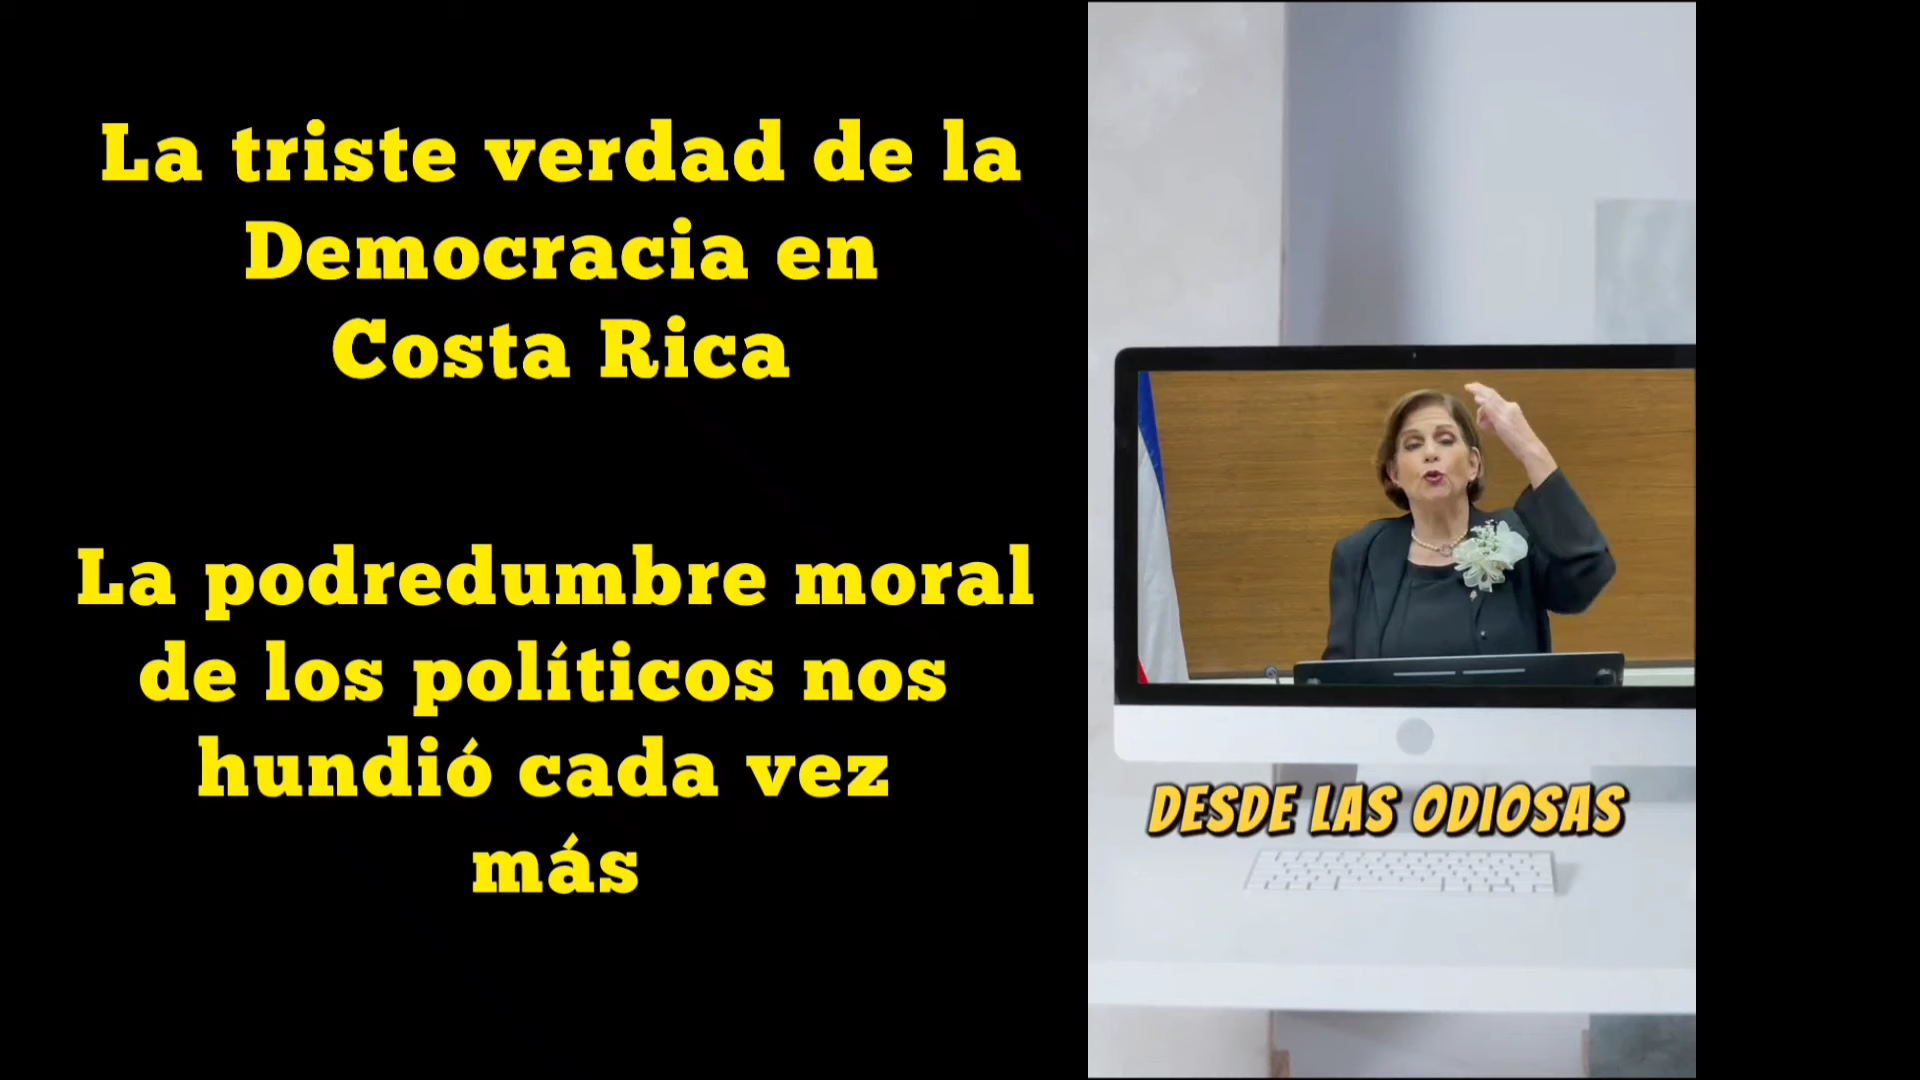 La triste verdad de la
Democracia en
Costa Rica
La podredumbre moral
de los políticos nos
hundió cada vez
más
DESDE LAS ODIOSAS